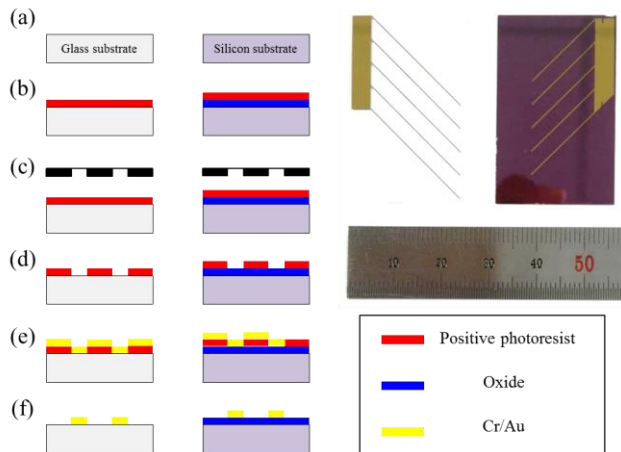 (a)
Glass substrate
Silicon substrate
(b)
(c)
(d)
(e)
(f)
10 20 30 40 50
Positive photoresist
Oxide
Cr/Au